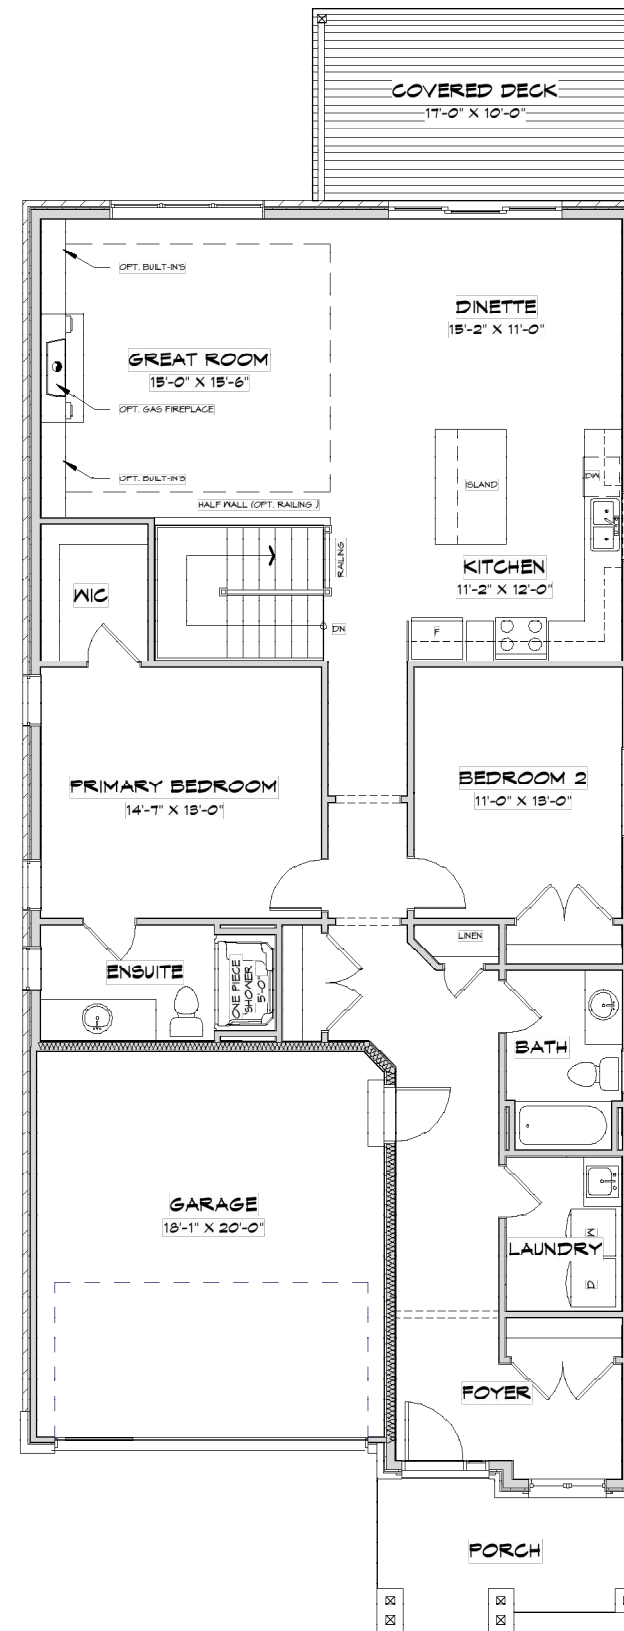 COVERED DECK
17'-0" X 10'-0"
OPT. BUILT-IN'S
DINETTE
15'-2" X 11'-0"
GREAT ROOM
15'-0" X 15'-6"
OPT. GAS FIREPLACE
OPT. BUILT-IN'S
DW
ISLAND
HALF WALL (OPT. RAILING )
RAILING
KITCHEN
11'-2" X 12'-0"
WIC
DN
F
PRIMARY BEDROOM
14'-7" X 13'-0"
BEDROOM 2
11'-0" X 13'-0"
LINEN
ENSUITE
ONE PIECE
SHOWER
5'-0"
BATH
GARAGE
18'-1" X 20'-0"
W
LAUNDRY
D
FOYER
PORCH